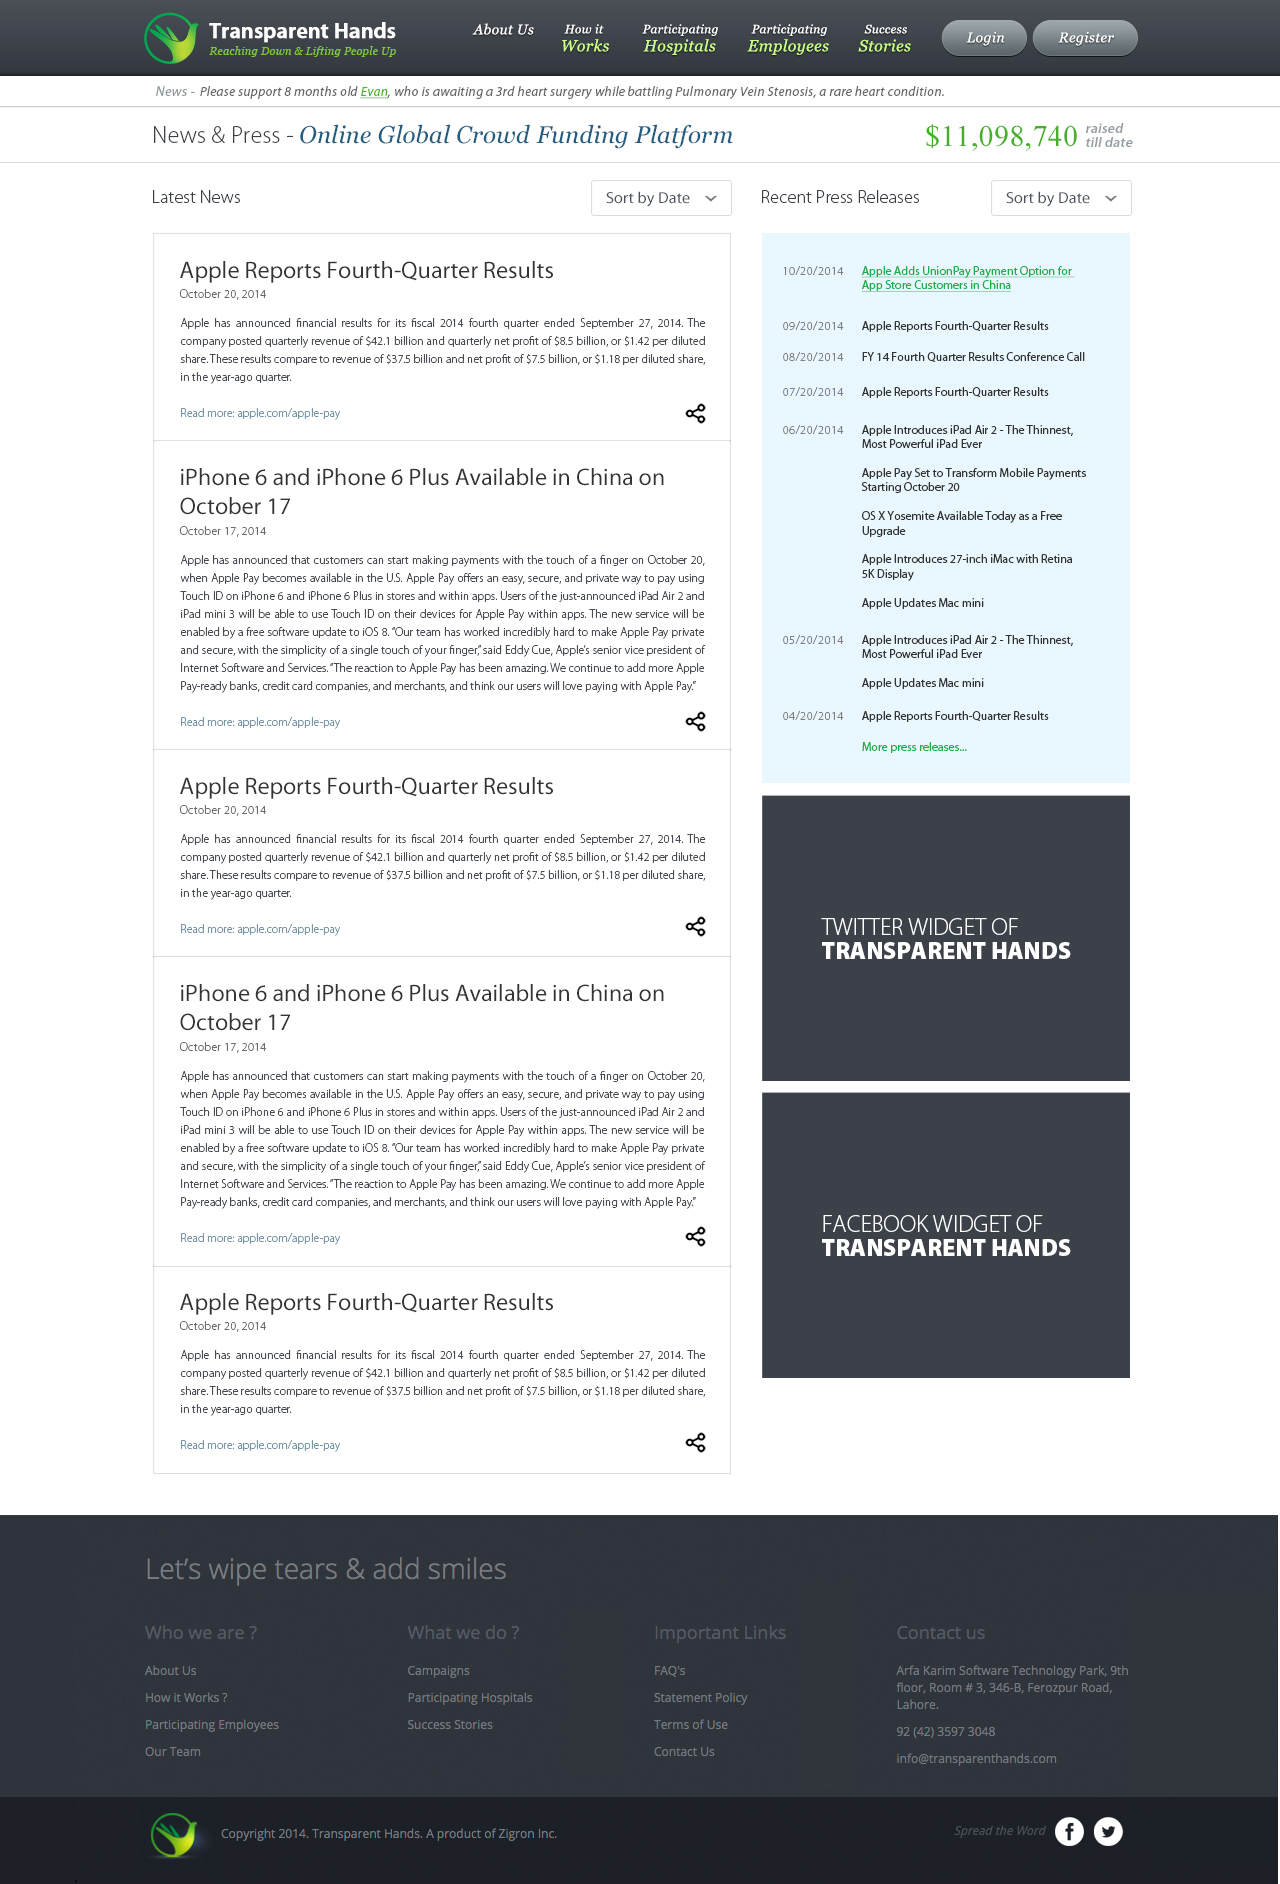 Transparent Hands
Reaching Down & Lifting People Up
About Us
How it
Works
Participating
Hospitals
Participating
Employees
Success
Stories
Login
Register
News - Please support 8 months old Evan, who is awaiting a 3rd heart surgery while battling Pulmonary Vein Stenosis, a rare heart condition.
News & Press - Online Global Crowd Funding Platform
$11,098,740 raised
till date
Latest News
Sort by Date
Apple Reports Fourth-Quarter Results
October 20, 2014
Apple has announced financial results for its fiscal 2014 fourth quarter ended September 27, 2014. The
company posted quarterly revenue of $42.1 billion and quarterly net profit of $8.5 billion, or $1.42 per diluted
share. These results compare to revenue of $37.5 billion and net profit of $7.5 billion, or $1.18 per diluted share,
in the year-ago quarter.
Read more: apple.com/apple-pay
iPhone 6 and iPhone 6 Plus Available in China on
October 17
October 17, 2014
Apple has announced that customers can start making payments with the touch of a finger on October 20,
when Apple Pay becomes available in the U.S. Apple Pay offers an easy, secure, and private way to pay using
Touch ID on iPhone 6 and iPhone 6 Plus in stores and within apps. Users of the just-announced iPad Air 2 and
iPad mini 3 will be able to use Touch ID on their devices for Apple Pay within apps. The new service will be
enabled by a free software update to iOS 8. “Our team has worked incredibly hard to make Apple Pay private
and secure, with the simplicity of a single touch of your finger,” said Eddy Cue, Apple’s senior vice president of
Internet Software and Services. “The reaction to Apple Pay has been amazing. We continue to add more Apple
Pay-ready banks, credit card companies, and merchants, and think our users will love paying with Apple Pay.”
Read more: apple.com/apple-pay
Apple Reports Fourth-Quarter Results
October 20, 2014
Apple has announced financial results for its fiscal 2014 fourth quarter ended September 27, 2014. The
company posted quarterly revenue of $42.1 billion and quarterly net profit of $8.5 billion, or $1.42 per diluted
share. These results compare to revenue of $37.5 billion and net profit of $7.5 billion, or $1.18 per diluted share,
in the year-ago quarter.
Read more: apple.com/apple-pay
iPhone 6 and iPhone 6 Plus Available in China on
October 17
October 17, 2014
Apple has announced that customers can start making payments with the touch of a finger on October 20,
when Apple Pay becomes available in the U.S. Apple Pay offers an easy, secure, and private way to pay using
Touch ID on iPhone 6 and iPhone 6 Plus in stores and within apps. Users of the just-announced iPad Air 2 and
iPad mini 3 will be able to use Touch ID on their devices for Apple Pay within apps. The new service will be
enabled by a free software update to iOS 8. “Our team has worked incredibly hard to make Apple Pay private
and secure, with the simplicity of a single touch of your finger,” said Eddy Cue, Apple’s senior vice president of
Internet Software and Services. “The reaction to Apple Pay has been amazing. We continue to add more Apple
Pay-ready banks, credit card companies, and merchants, and think our users will love paying with Apple Pay.”
Read more: apple.com/apple-pay
Apple Reports Fourth-Quarter Results
October 20, 2014
Apple has announced financial results for its fiscal 2014 fourth quarter ended September 27, 2014. The
company posted quarterly revenue of $42.1 billion and quarterly net profit of $8.5 billion, or $1.42 per diluted
share. These results compare to revenue of $37.5 billion and net profit of $7.5 billion, or $1.18 per diluted share,
in the year-ago quarter.
Read more: apple.com/apple-pay
Recent Press Releases
Sort by Date
10/20/2014 Apple Adds UnionPay Payment Option for
App Store Customers in China
09/20/2014 Apple Reports Fourth-Quarter Results
08/20/2014 FY 14 Fourth Quarter Results Conference Call
07/20/2014 Apple Reports Fourth-Quarter Results
06/20/2014 Apple Introduces iPad Air 2 - The Thinnest,
Most Powerful iPad Ever
Apple Pay Set to Transform Mobile Payments
Starting October 20
OS X Yosemite Available Today as a Free
Upgrade
Apple Introduces 27-inch iMac with Retina
5K Display
Apple Updates Mac mini
05/20/2014 Apple Introduces iPad Air 2 - The Thinnest,
Most Powerful iPad Ever
Apple Updates Mac mini
04/20/2014 Apple Reports Fourth-Quarter Results
More press releases...
TWITTER WIDGET OF
TRANSPARENT HANDS
FACEBOOK WIDGET OF
TRANSPARENT HANDS
Let’s wipe tears & add smiles
Who we are ?
About Us
How it Works ?
Participating Employees
Our Team
What we do ?
Campaigns
Participating Hospitals
Success Stories
Important Links
FAQ's
Statement Policy
Terms of Use
Contact Us
Contact us
Arfa Karim Software Technology Park, 9th
floor, Room # 3, 346-B, Ferozpur Road,
Lahore.
92 (42) 3597 3048
info@transparenthands.com
Copyright 2014. Transparent Hands. A product of Zigron Inc.
Spread the Word